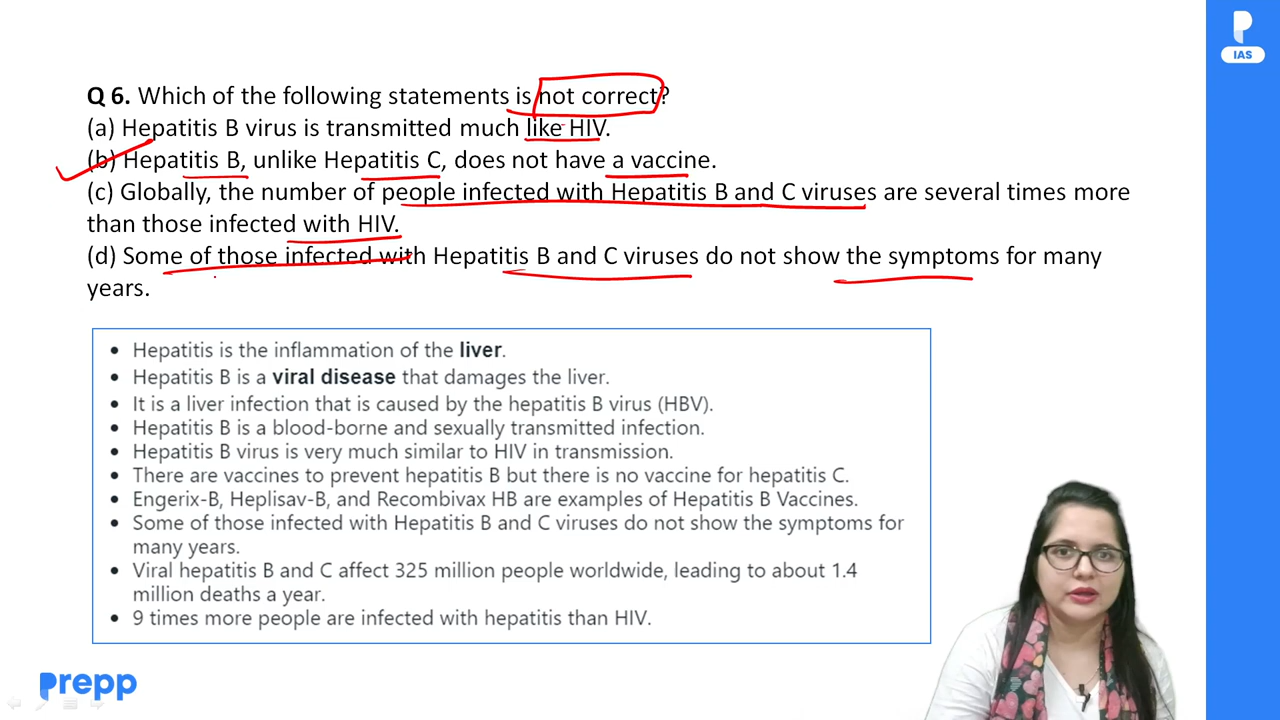 IAS
Q 6. Which of the following statements is not correct?
(a) Hepatitis B virus is transmitted much like HIV.
(b) Hepatitis B, unlike Hepatitis C, does not have a vaccine.
(c) Globally, the number of people infected with Hepatitis B and C viruses are several times more
than those infected with HIV.
(d) Some of those infected with Hepatitis B and C viruses do not show the symptoms for many
years.
• Hepatitis is the inflammation of the liver.
• Hepatitis B is a viral disease that damages the liver.
• It is a liver infection that is caused by the hepatitis B virus (HBV).
• Hepatitis B is a blood-borne and sexually transmitted infection.
• Hepatitis B virus is very much similar to HIV in transmission.
• There are vaccines to prevent hepatitis B but there is no vaccine for hepatitis C.
• Engerix-B, Heplisav-B, and Recombivax HB are examples of Hepatitis B Vaccines.
• Some of those infected with Hepatitis B and C viruses do not show the symptoms for
many years.
• Viral hepatitis B and C affect 325 million people worldwide, leading to about 1.4
million deaths a year.
• 9 times more people are infected with hepatitis than HIV.
prepp